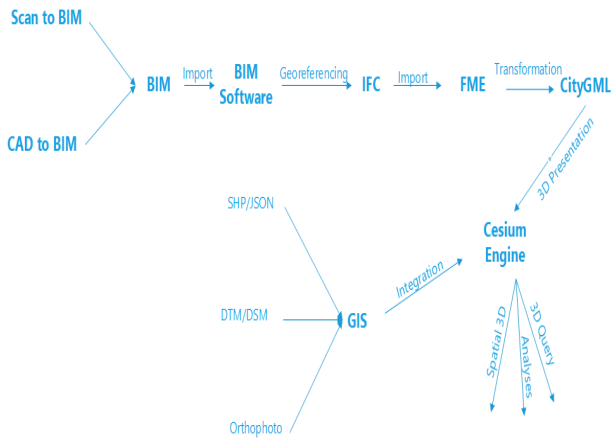 Scan to BIM
CAD to BIM
BIM
Import
BIM
Software
Georeferencing
IFC
Import
FME
Transformation
CityGML
3D Presentation
SHP/JSON
DTM/DSM
Orthophoto
GIS
Integration
Cesium
Engine
Spatial 3D
Analyses
3D Query